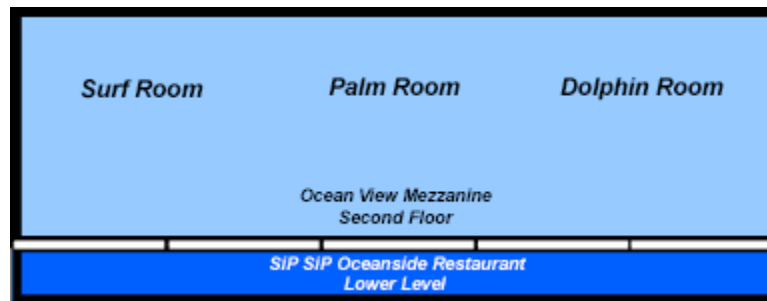 Surf Room Palm Room Dolphin Room
Ocean View Mezzanine
Second Floor
SiP SiP Oceanside Restaurant
Lower Level